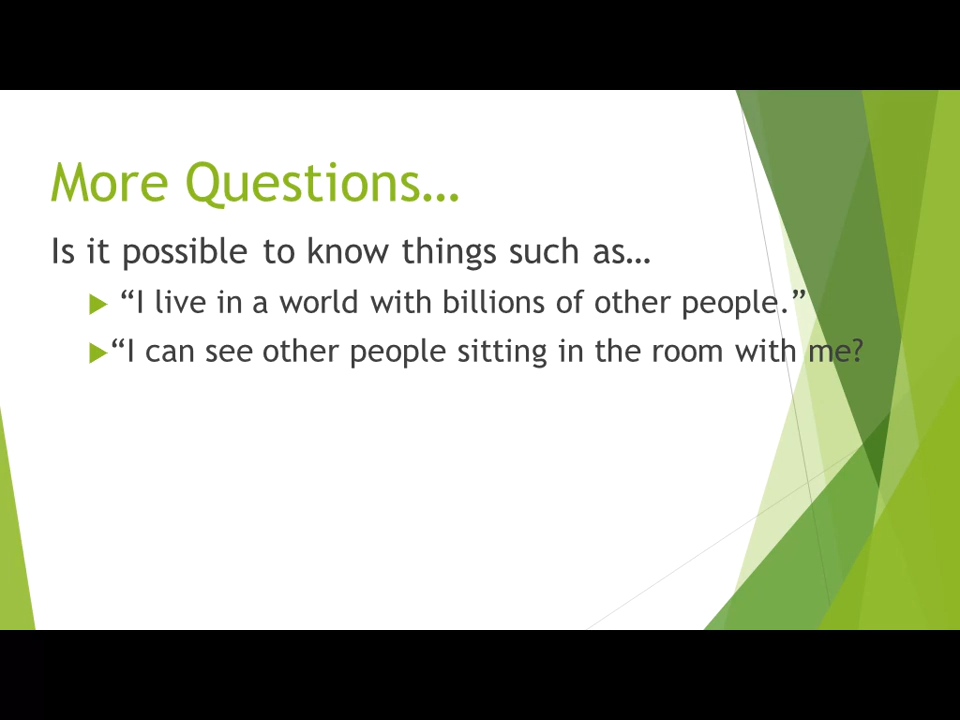 More Questions…
Is it possible to know things such as…
“I live in a world with billions of other people.”
“I can see other people sitting in the room with me?